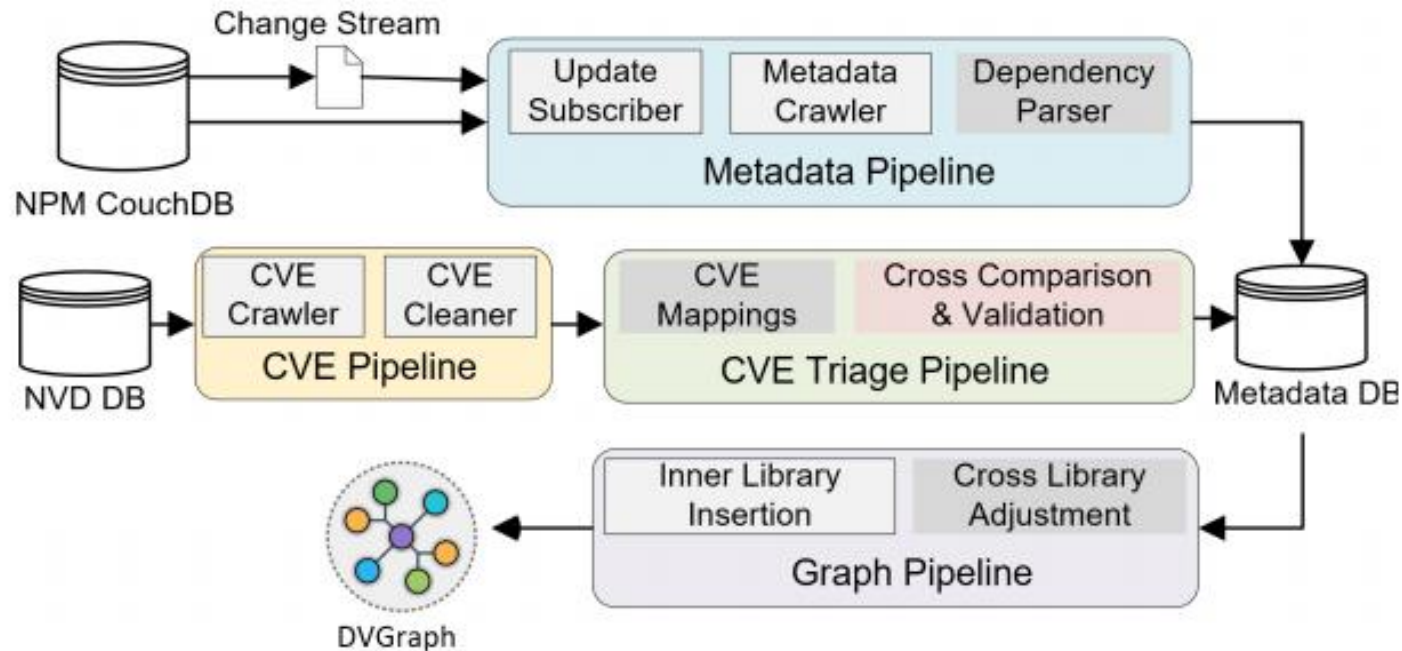 Change Stream
Update
Subscriber
Metadata
Crawler
Dependency
Parser
Metadata Pipeline
NPM CouchDB
CVE
Crawler
CVE
Cleaner
CVE Pipeline
NVD DB
CVE
Mappings
Cross Comparison
& Validation
CVE Triage Pipeline
Metadata DB
Inner Library
Insertion
Cross Library
Adjustment
Graph Pipeline
DVGraph